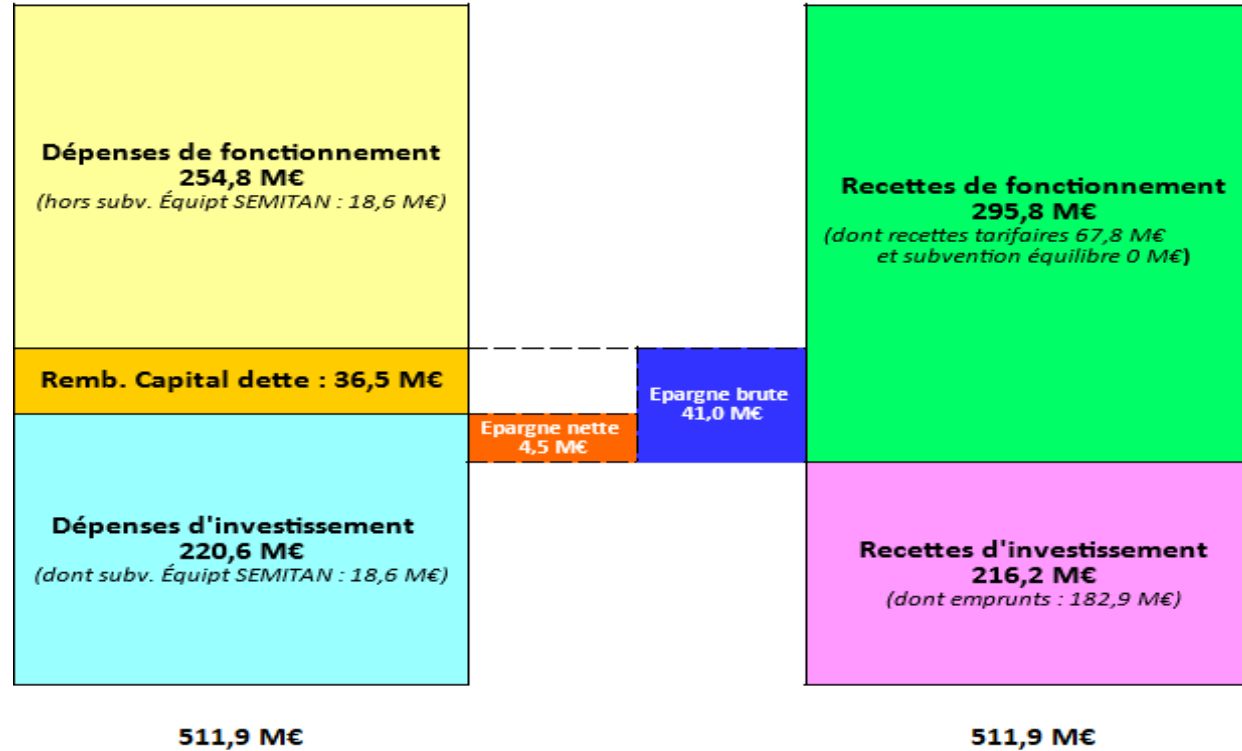 Dépenses de fonctionnement
254,8 M€
(hors subv. Équipt SEMITAN : 18,6 M€)
Remb. Capital dette : 36,5 M€
Dépenses d'investissement
220,6 M€
(dont subv. Équipt SEMITAN : 18,6 M€)
511,9 M€
Epargne nette
4,5 M€
Epargne brute
41,0 M€
Recettes de fonctionnement
295,8 M€
(dont recettes tarifaires 67,8 M€
et subvention équilibre 0 M€)
Recettes d'investissement
216,2 M€
(dont emprunts : 182,9 M€)
511,9 M€